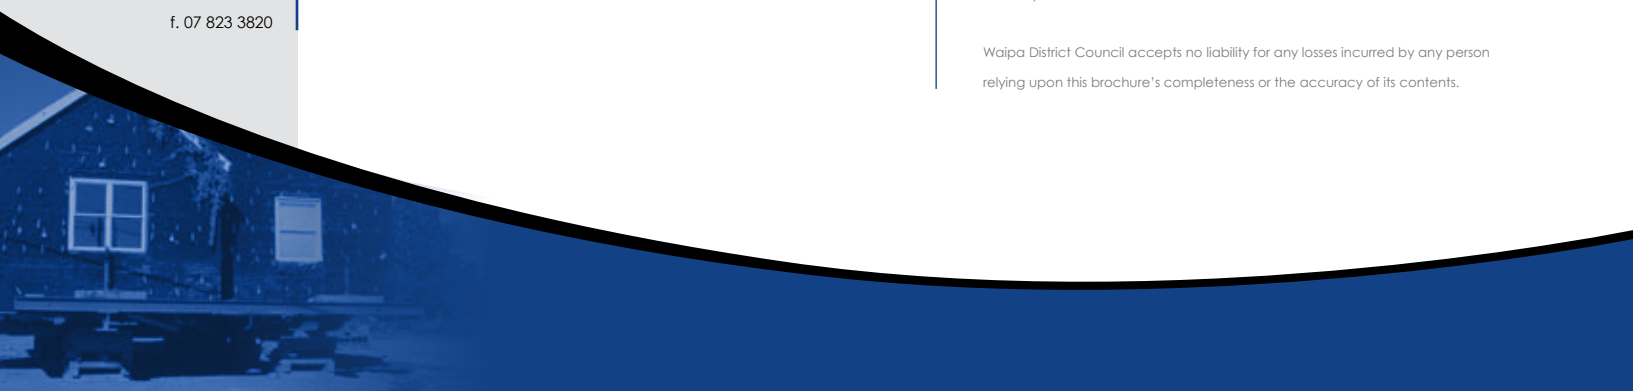 f. 07 823 3820
Waipa District Council accepts no liability for any losses incurred by any person
relying upon this brochure’s completeness or the accuracy of its contents.